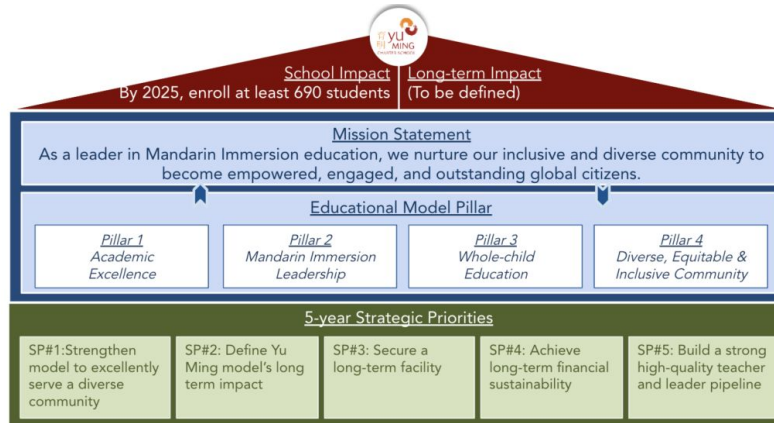 育明
yu
MING
CHARTER SCHOOL
School Impact
By 2025, enroll at least 690 students
Long-term Impact
(To be defined)
Mission Statement
As a leader in Mandarin Immersion education, we nurture our inclusive and diverse community to
become empowered, engaged, and outstanding global citizens.
Educational Model Pillar
Pillar 1
Academic
Excellence
Pillar 2
Mandarin Immersion
Leadership
Pillar 3
Whole-child
Education
Pillar 4
Diverse, Equitable &
Inclusive Community
5-year Strategic Priorities
SP#1:Strengthen
model to excellently
serve a diverse
community
SP#2: Define Yu
Ming model's long
term impact
SP#3: Secure a
long-term facility
SP#4: Achieve
long-term financial
sustainability
SP#5: Build a strong
high-quality teacher
and leader pipeline